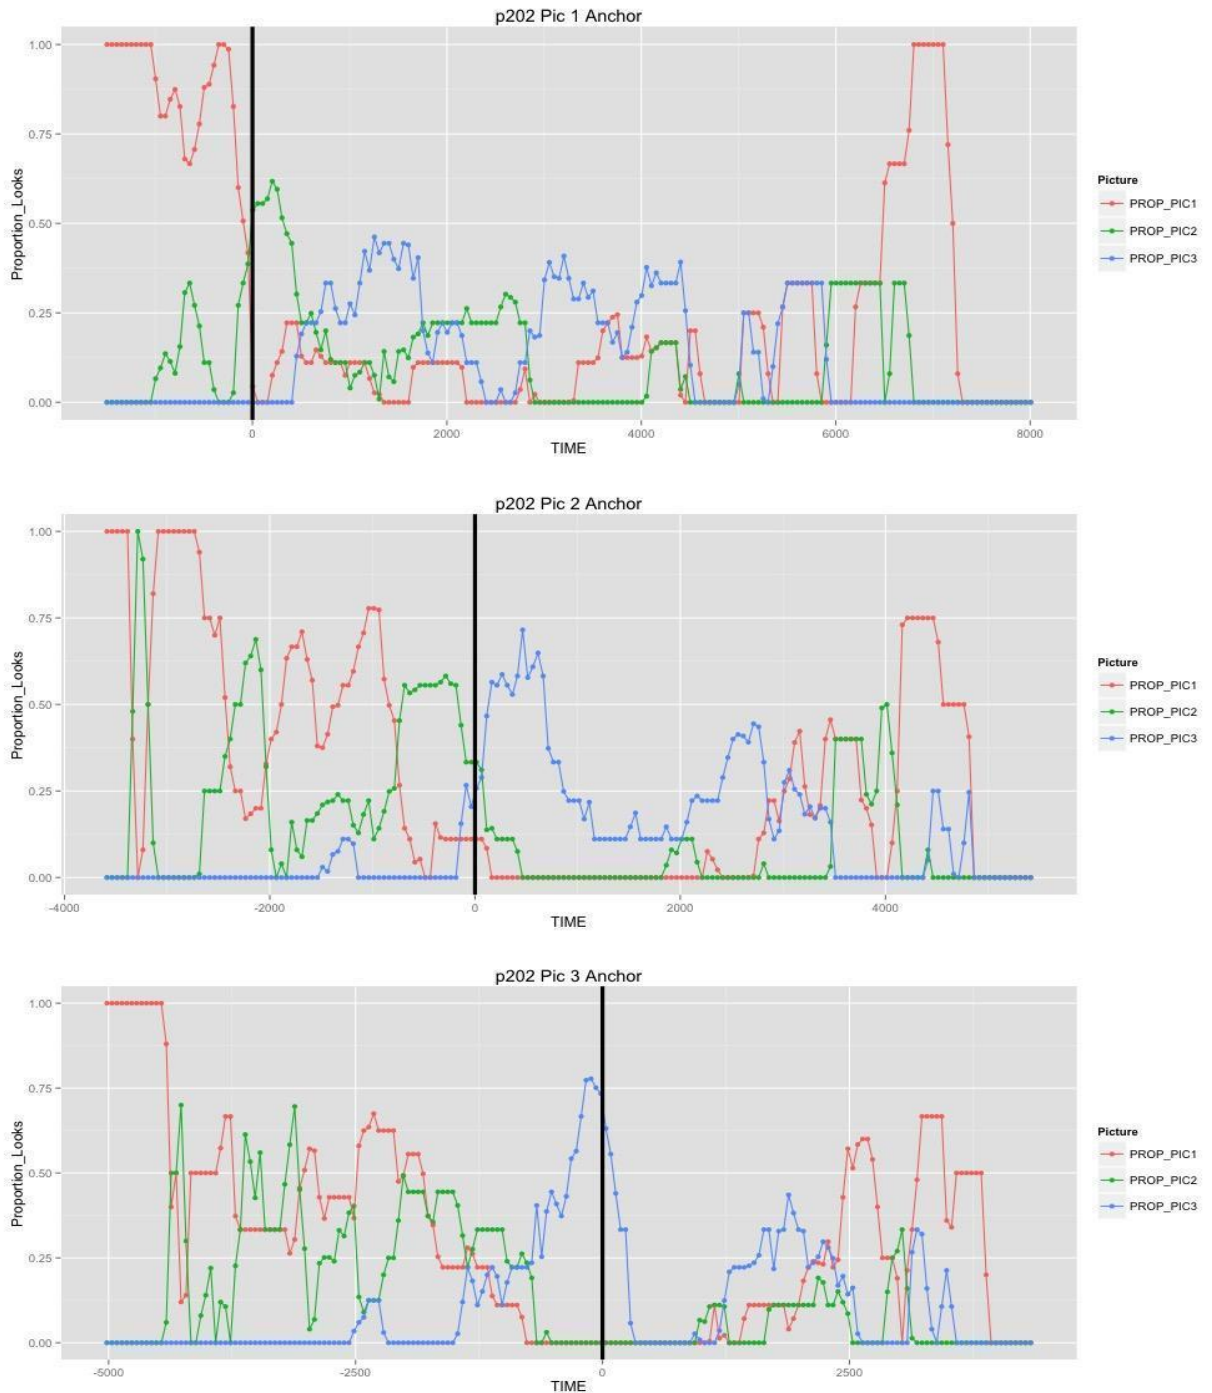 p202 Pic 1 Anchor
1.00
0.75
0.50
0.25
0.00
Proportion_Looks
0 2000 4000 6000 8000
TIME
Picture
PROP_PIC1
PROP_PIC2
PROP_PIC3
p202 Pic 2 Anchor
1.00
0.75
0.50
0.25
0.00
Proportion_Looks
-4000 -2000 0 2000 4000
TIME
Picture
PROP_PIC1
PROP_PIC2
PROP_PIC3
p202 Pic 3 Anchor
1.00
0.75
0.50
0.25
0.00
Proportion_Looks
-5000 -2500 0 2500
TIME
Picture
PROP_PIC1
PROP_PIC2
PROP_PIC3